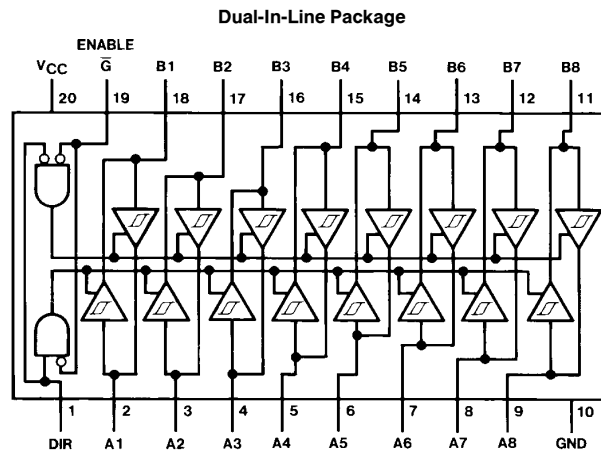 Dual-In-Line Package
ENABLE
VCC G̅ B1 B2 B3 B4 B5 B6 B7 B8
20 19 18 17 16 15 14 13 12 11
1 2 3 4 5 6 7 8 9 10
DIR A1 A2 A3 A4 A5 A6 A7 A8 GND